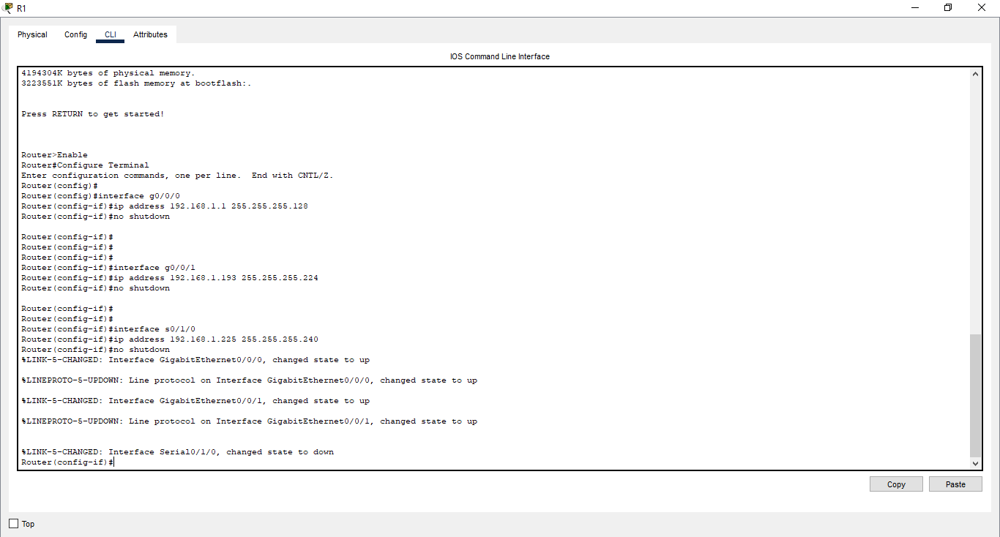 R1
Physical Config CLI Attributes
IOS Command Line Interface
4194304K bytes of physical memory.
3223551K bytes of flash memory at bootflash:.
Press RETURN to get started!
Router>Enable
Router#Configure Terminal
Enter configuration commands, one per line.  End with CNTL/Z.
Router(config)#
Router(config)#interface g0/0/0
Router(config-if)#ip address 192.168.1.1 255.255.255.128
Router(config-if)#no shutdown
Router(config-if)#
Router(config-if)#
Router(config-if)#
Router(config-if)#interface g0/0/1
Router(config-if)#ip address 192.168.1.193 255.255.255.224
Router(config-if)#no shutdown
Router(config-if)#
Router(config-if)#
Router(config-if)#interface s0/1/0
Router(config-if)#ip address 192.168.1.225 255.255.255.240
Router(config-if)#no shutdown
%LINK-5-CHANGED: Interface GigabitEthernet0/0/0, changed state to up
%LINEPROTO-5-UPDOWN: Line protocol on Interface GigabitEthernet0/0/0, changed state to up
%LINK-5-CHANGED: Interface GigabitEthernet0/0/1, changed state to up
%LINEPROTO-5-UPDOWN: Line protocol on Interface GigabitEthernet0/0/1, changed state to up
%LINK-5-CHANGED: Interface Serial0/1/0, changed state to down
Router(config-if)#
Copy Paste
Top